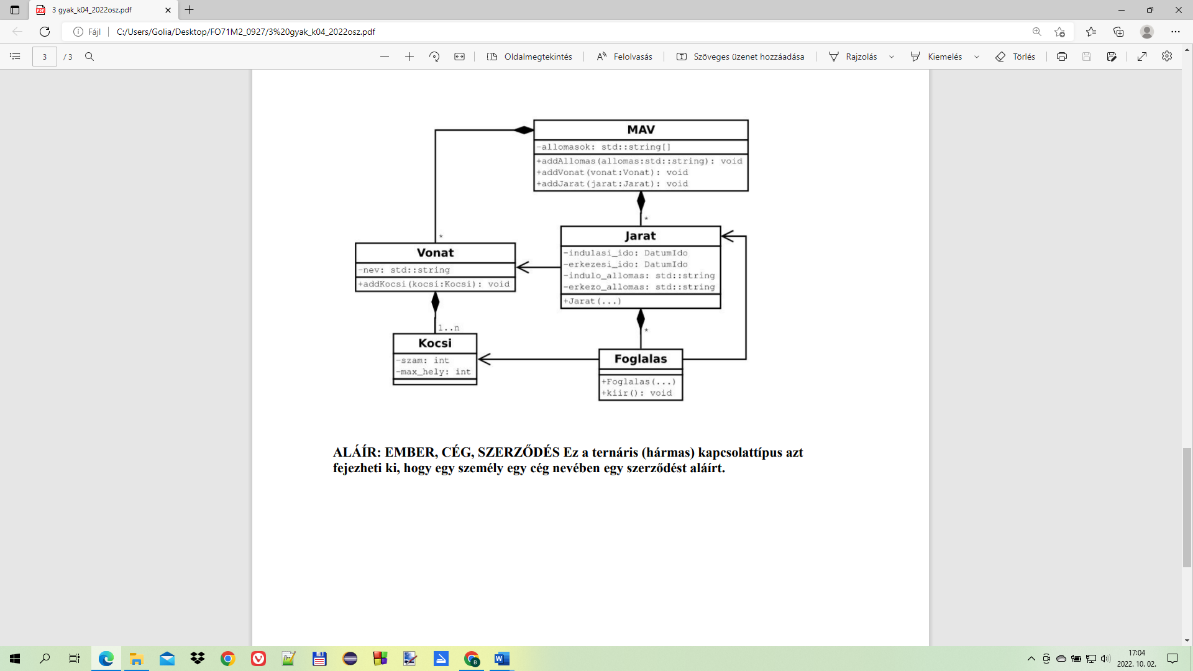 3 gyak_k04_2022osz.pdf
Fájl
C:/Users/Golia/Desktop/FO71M2_0927/3%20gyak_k04_2022osz.pdf
3 / 3
Oldalmegtekintés
Felolvasás
Szöveges üzenet hozzáadása
Rajzolás
Kiemelés
Törlés
MAV
-allomasok: std::string[]
+addAllomas(allomas:std::string): void
+addVonat(vonat:Vonat): void
+addJarat(jarat:Jarat): void
*
*
Jarat
-indulasi_ido: DatumIdo
-erkezesi_ido: DatumIdo
-indulo_allomas: std::string
-erkezo_allomas: std::string
+Jarat(...)
Vonat
-nev: std::string
+addKocsi(kocsi:Kocsi): void
1..n
*
Kocsi
-szam: int
-max_hely: int
Foglalas
+Foglalas(...)
+kiir(): void
ALÁÍR: EMBER, CÉG, SZERZŐDÉS Ez a ternáris (hármas) kapcsolattípus azt
fejezheti ki, hogy egy személy egy cég nevében egy szerződést aláírt.
17:04
2022. 10. 02.